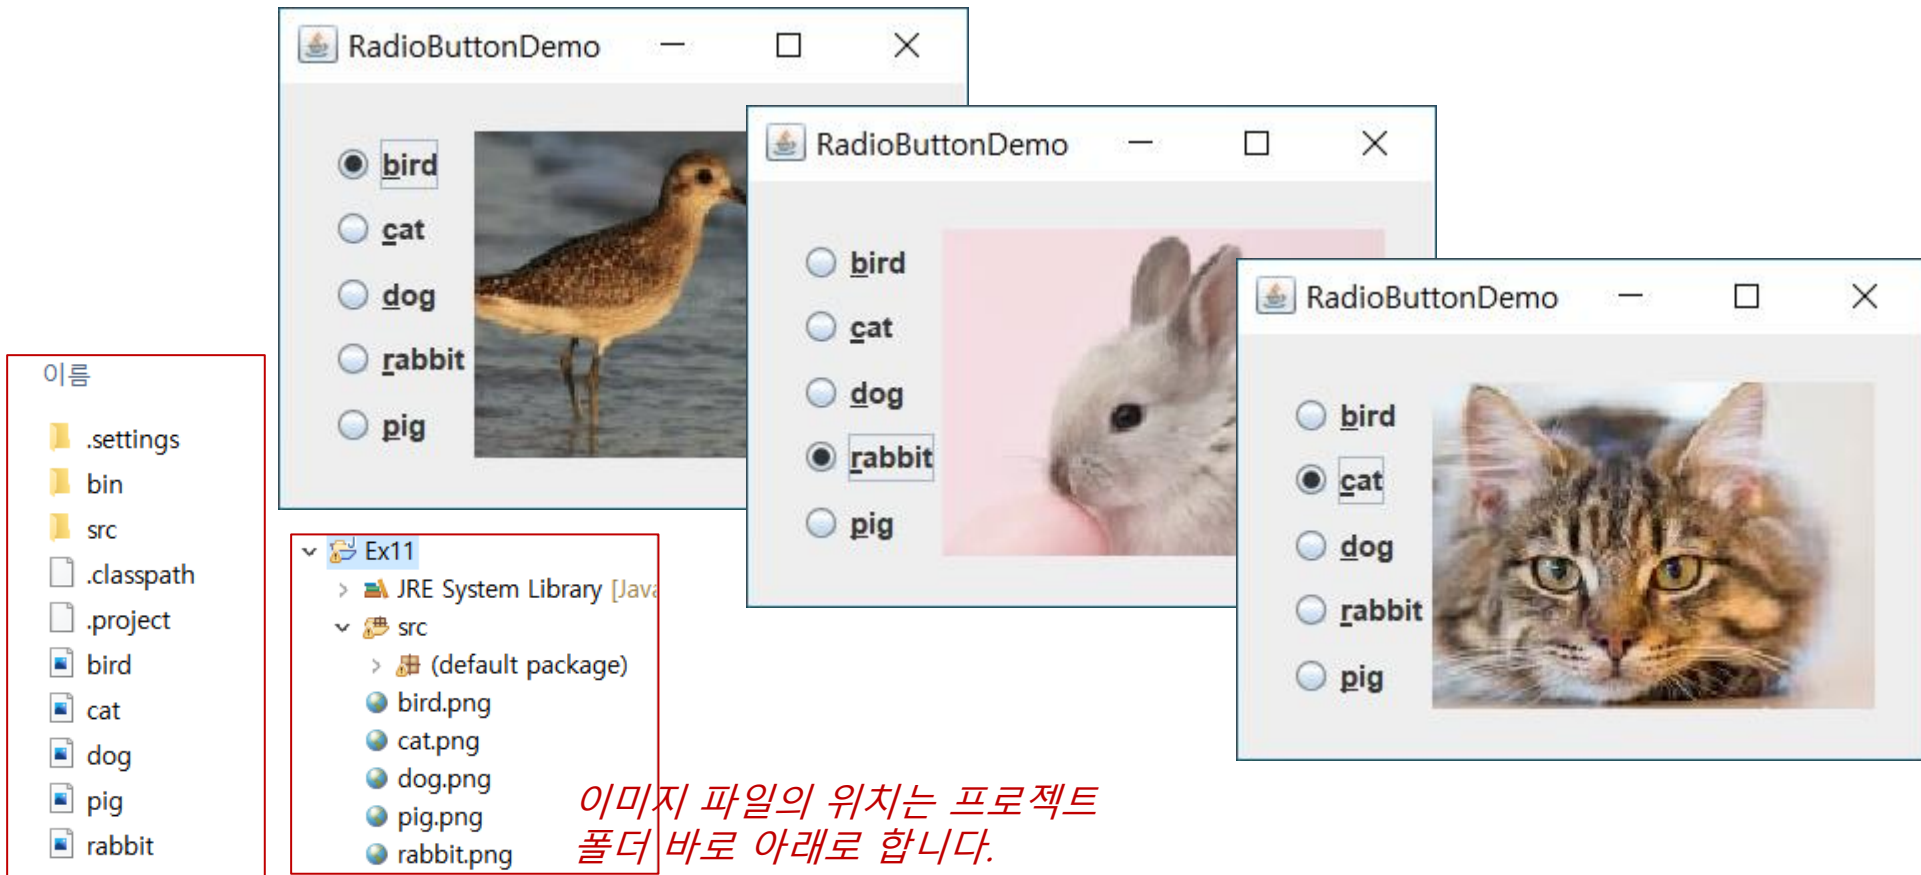 RadioButtonDemo
bird
cat
dog
rabbit
pig
RadioButtonDemo
bird
cat
dog
rabbit
pig
RadioButtonDemo
bird
cat
dog
rabbit
pig
이름
.settings
bin
src
.classpath
.project
bird
cat
dog
pig
rabbit
Ex11
JRE System Library [Java
src
(default package)
bird.png
cat.png
dog.png
pig.png
rabbit.png
이미지 파일의 위치는 프로젝트
폴더 바로 아래로 합니다.